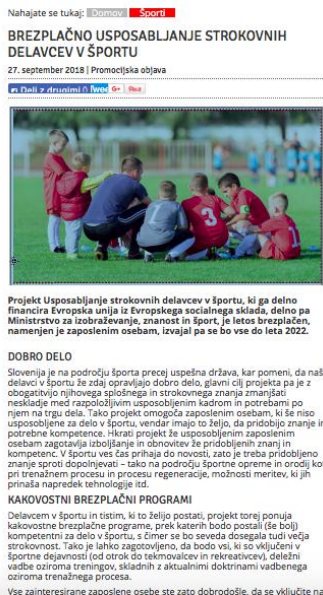 Nahajate se tukaj: Domov Športi
BREZPLAČNO USPOSABLJANJE STROKOVNIH
DELAVCEV V ŠPORTU
27. september 2018 | Promocijska objava
Deli z drugimi 0
Projekt Usposabljanje strokovnih delavcev v športu, ki ga delno
financira Evropska unija iz Evropskega socialnega sklada, delno pa
Ministrstvo za izobraževanje, znanost in šport, je letos brezplačen,
namenjen je zaposlenim osebam, izvajal pa se bo vse do leta 2022.
DOBRO DELO
Slovenija je na področju športa precej uspešna država, kar pomeni, da naši
delavci v športu že zdaj opravljajo dobro delo, glavni cilj projekta pa je z
obogatitvijo njihovega splošnega in strokovnega znanja zmanjšati
neskladje med razpoložljivim usposobljenim kadrom in potrebami po
njem na trgu dela. Tako projekt omogoča zaposlenim osebam, ki še niso
usposobljene za delo v športu, vendar imajo to željo, da pridobijo znanje in
potrebne kompetence. Hkrati projekt že usposobljenim zaposlenim
osebam zagotavlja izboljšanje in obnovitev že pridobljenih znanj in
kompetenc. V športu ves čas prihaja do novosti, zato je treba pridobljeno
znanje sproti dopolnjevati – tako na področju športne opreme in orodij kot
pri trenažnem procesu in procesu regeneracije, možnosti meritev, ki jih
prinaša napredek tehnologije itd.
KAKOVOSTNI BREZPLAČNI PROGRAMI
Delavcem v športu in tistim, ki to želijo postati, projekt torej ponuja
kakovostne brezplačne programe, prek katerih bodo postali (še bolj)
kompetentni za delo v športu, s čimer se bo seveda dosegala tudi večja
strokovnost. Tako je lahko zagotovljeno, da bodo vsi, ki so vključeni v
športne dejavnosti (od otrok do tekmovalcev in rekreativcev), deležni
vadbe oziroma treningov, skladnih z aktualnimi doktrinami vadbenega
oziroma trenažnega procesa.
Vse zainteresirane zaposlene osebe ste zato dobrodošle, da se vključite na